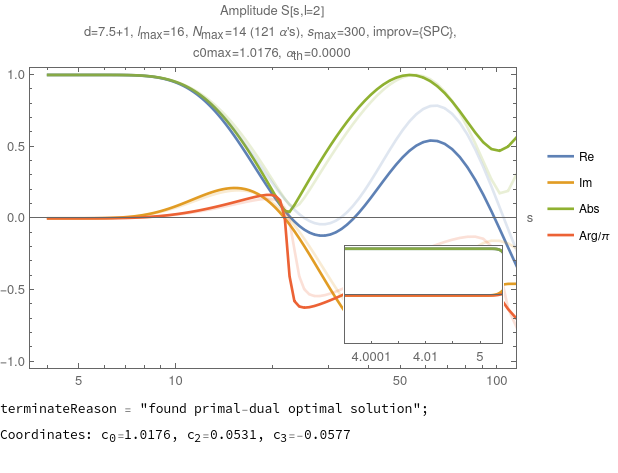 Amplitude S[s,l=2]
d=7.5+1, lmax=16, Nmax=14 (121 α's), smax=300, improv={SPC},
c0max=1.0176, αth=0.0000
1.0
0.5
0.0
−0.5
−1.0
5
10
50
100
s
4.0001
4.01
5
Re
Im
Abs
Arg/π
terminateReason = "found primal-dual optimal solution";
Coordinates: c0=1.0176, c2=0.0531, c3=-0.0577